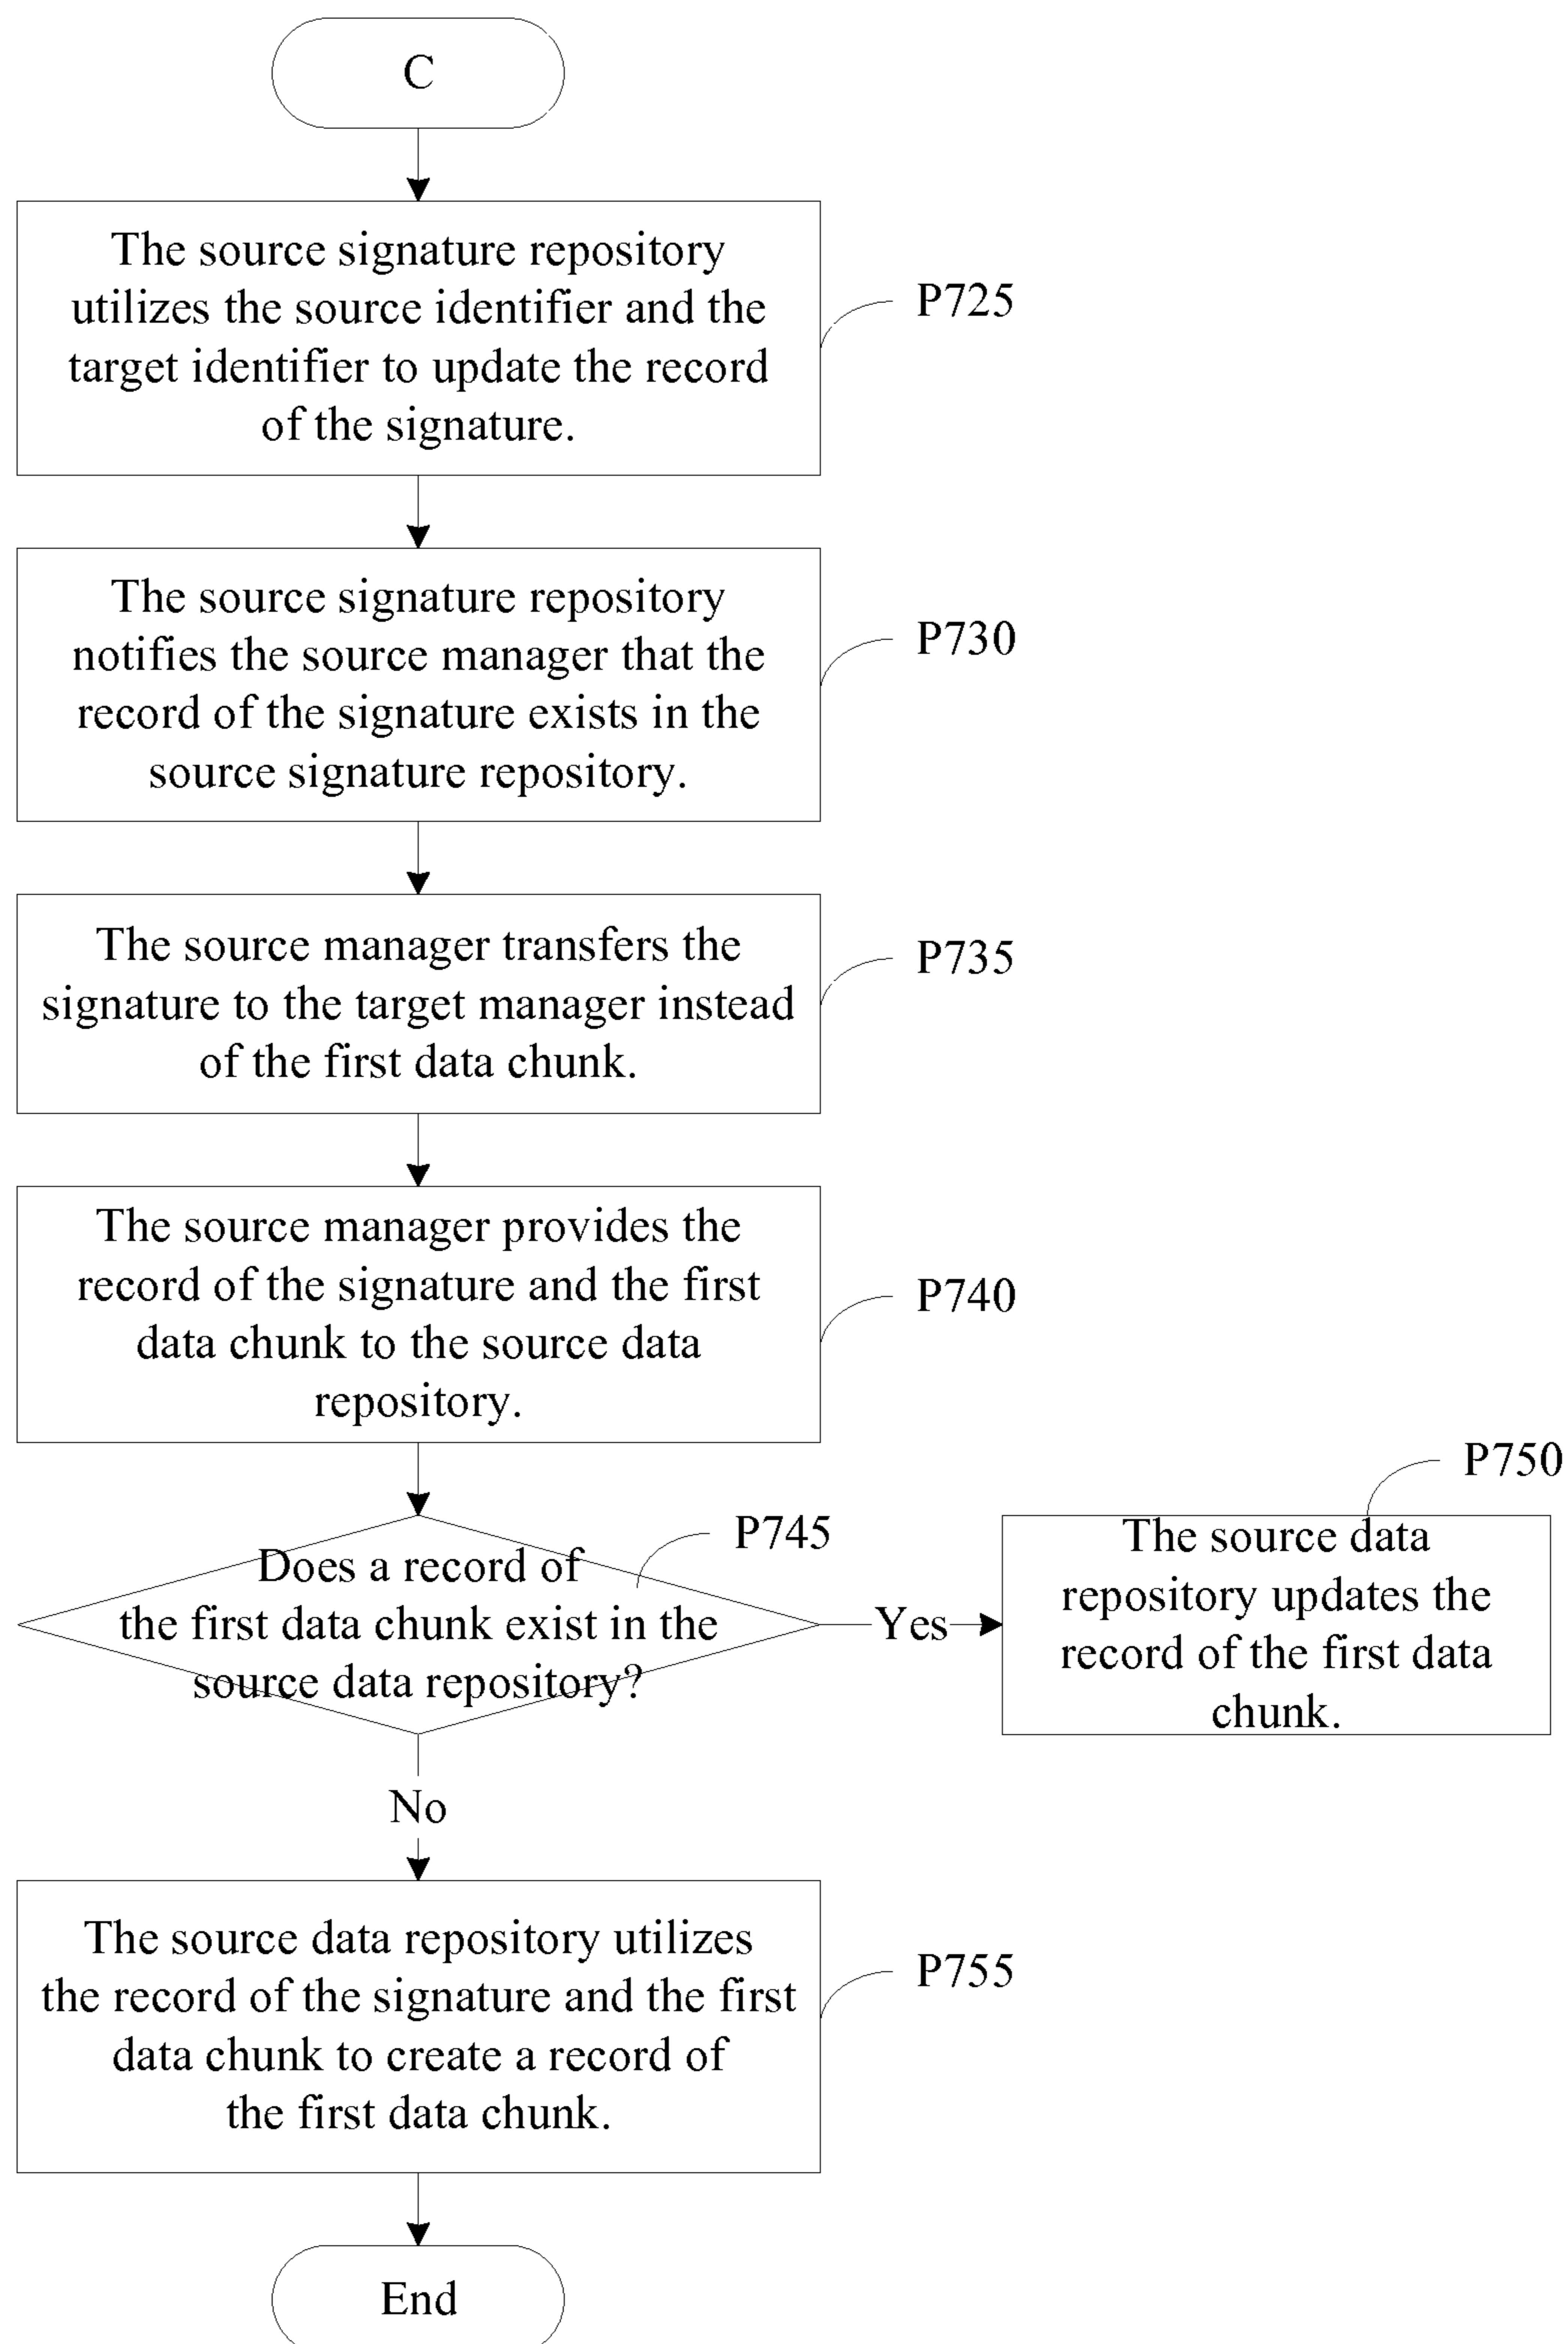 C
The source signature repository
utilizes the source identifier and the
target identifier to update the record
of the signature.
P725
The source signature repository
notifies the source manager that the
record of the signature exists in the
source signature repository.
P730
The source manager transfers the
signature to the target manager instead
of the first data chunk.
P735
The source manager provides the
record of the signature and the first
data chunk to the source data
repository.
P740
Does a record of
the first data chunk exist in the
source data repository?
P745
Yes
P750
The source data
repository updates the
record of the first data
chunk.
No
The source data repository utilizes
the record of the signature and the first
data chunk to create a record of
the first data chunk.
P755
End